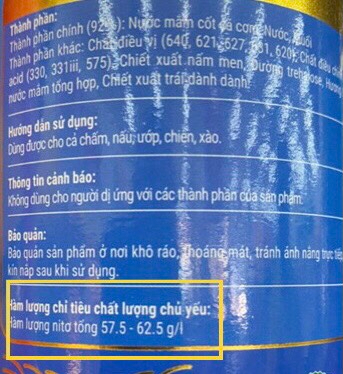 Thành phần:
Thành phần chính (92%): Nước mắm cốt cá cơm, Nước, Muối
Thành phần khác: Chất điều vị (640, 621, 627, 631, 620), Chất điều chỉnh
acid (330, 331iii, 575), Chiết xuất nấm men, Đường trehalose, Hương
nước mắm tổng hợp, Chiết xuất trái dành dành.
Hướng dẫn sử dụng:
Dùng được cho cả chấm, nấu, ướp, chiên, xào.
Thông tin cảnh báo:
Không dùng cho người dị ứng với các thành phần của sản phẩm.
Bảo quản:
Bảo quản sản phẩm ở nơi khô ráo, thoáng mát, tránh ánh nắng trực tiếp
kín nắp sau khi sử dụng.
Hàm lượng chỉ tiêu chất lượng chủ yếu:
Hàm lượng nitơ tổng 57.5 - 62.5 g/l